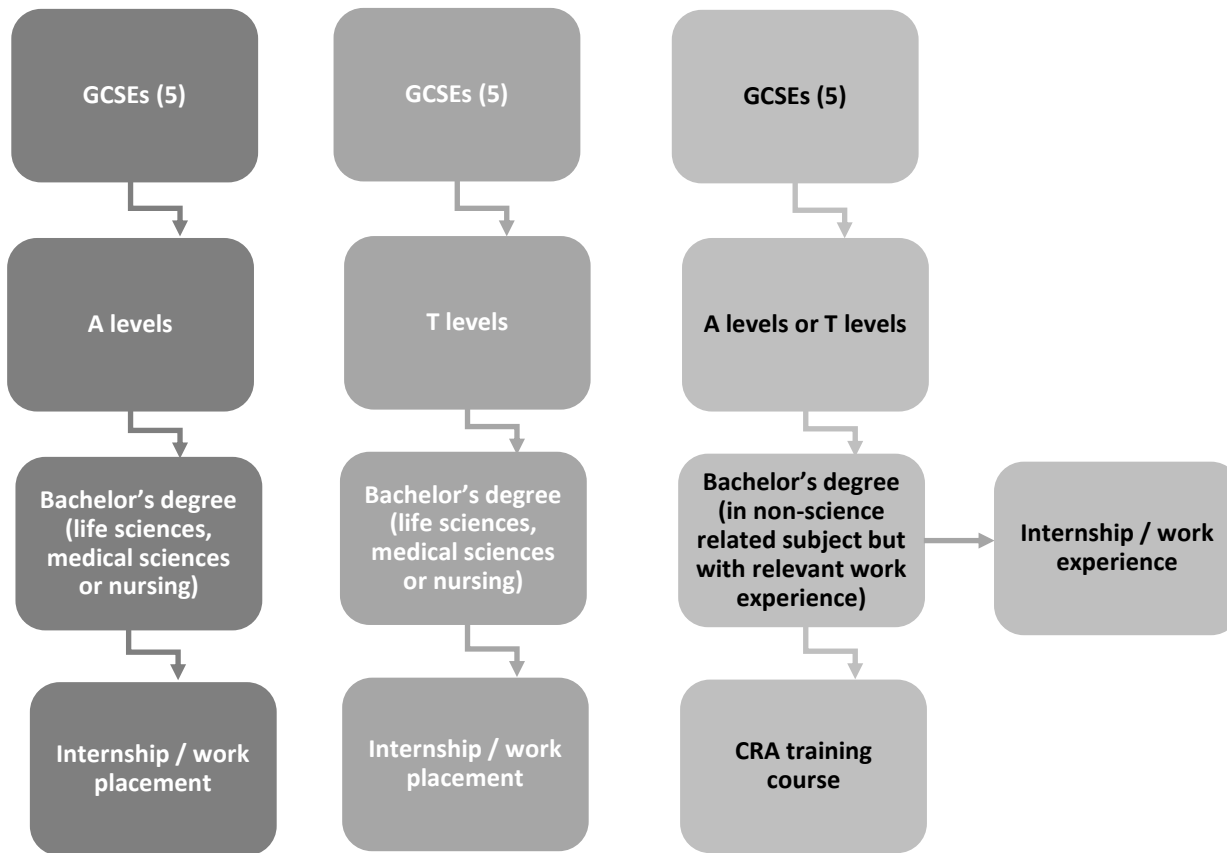 GCSEs (5)
A levels
Bachelor’s degree
(life sciences,
medical sciences
or nursing)
Internship / work
placement
GCSEs (5)
T levels
Bachelor’s degree
(life sciences,
medical sciences
or nursing)
Internship / work
placement
GCSEs (5)
A levels or T levels
Bachelor’s degree
(in non-science
related subject but
with relevant work
experience)
Internship / work
experience
CRA training
course